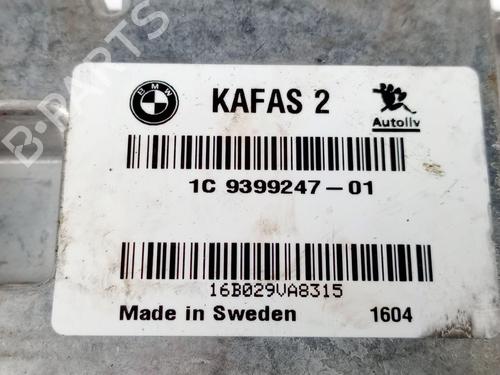 B-PARTS
BMW
KAFAS 2
Autoliv
1C 9399247-01
16B029VA8315
Made in Sweden 1604